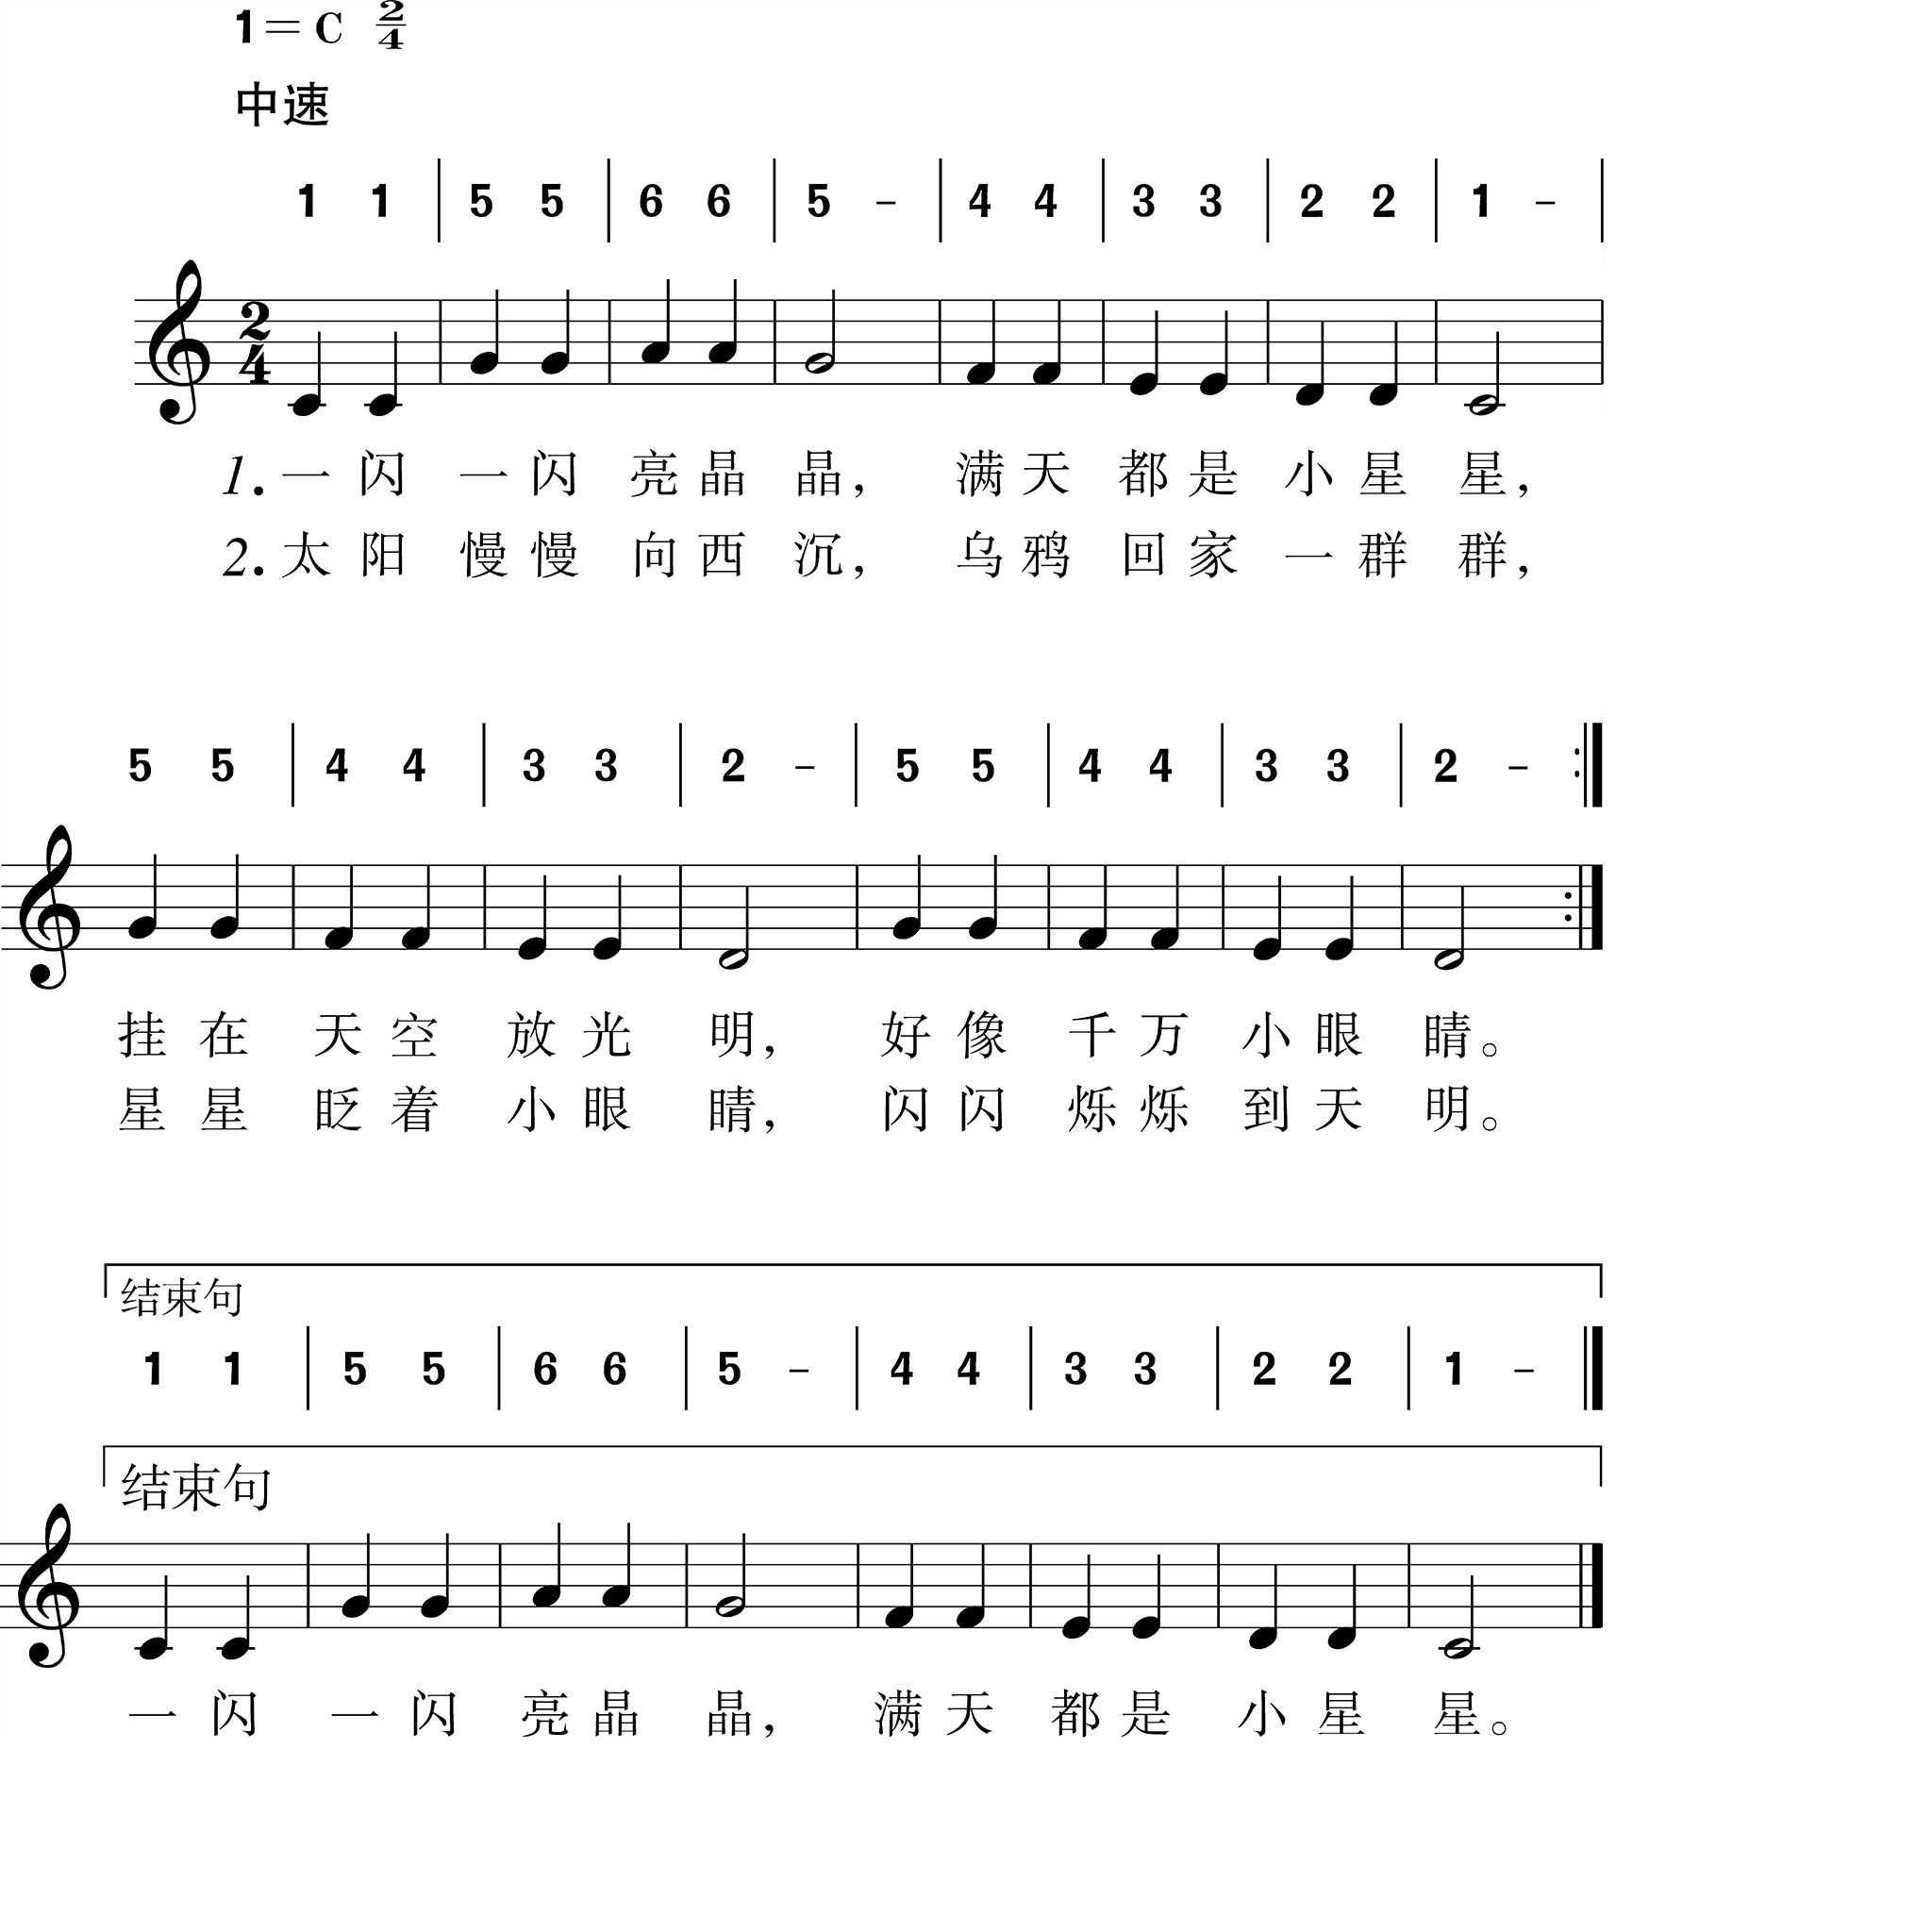 1=C 2/4
中速
1 1 | 5 5 | 6 6 | 5 - | 4 4 | 3 3 | 2 2 | 1 - |
2/4
1. 一 闪 一 闪 亮 晶 晶， 满 天 都 是 小 星 星，
2. 太 阳 慢 慢 向 西 沉， 乌 鸦 回 家 一 群 群，
5 5 | 4 4 | 3 3 | 2 - | 5 5 | 4 4 | 3 3 | 2 - :|
挂 在 天 空 放 光 明， 好 像 千 万 小 眼 睛。
星 星 眨 着 小 眼 睛， 闪 闪 烁 烁 到 天 明。
结束句
1 1 | 5 5 | 6 6 | 5 - | 4 4 | 3 3 | 2 2 | 1 - |
结束句
一 闪 一 闪 亮 晶 晶， 满 天 都 是 小 星 星。